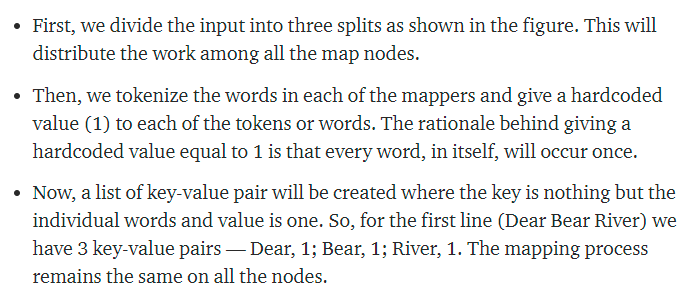 • First, we divide the input into three splits as shown in the figure. This will
distribute the work among all the map nodes.
• Then, we tokenize the words in each of the mappers and give a hardcoded
value (1) to each of the tokens or words. The rationale behind giving a
hardcoded value equal to 1 is that every word, in itself, will occur once.
• Now, a list of key-value pair will be created where the key is nothing but the
individual words and value is one. So, for the first line (Dear Bear River) we
have 3 key-value pairs — Dear, 1; Bear, 1; River, 1. The mapping process
remains the same on all the nodes.